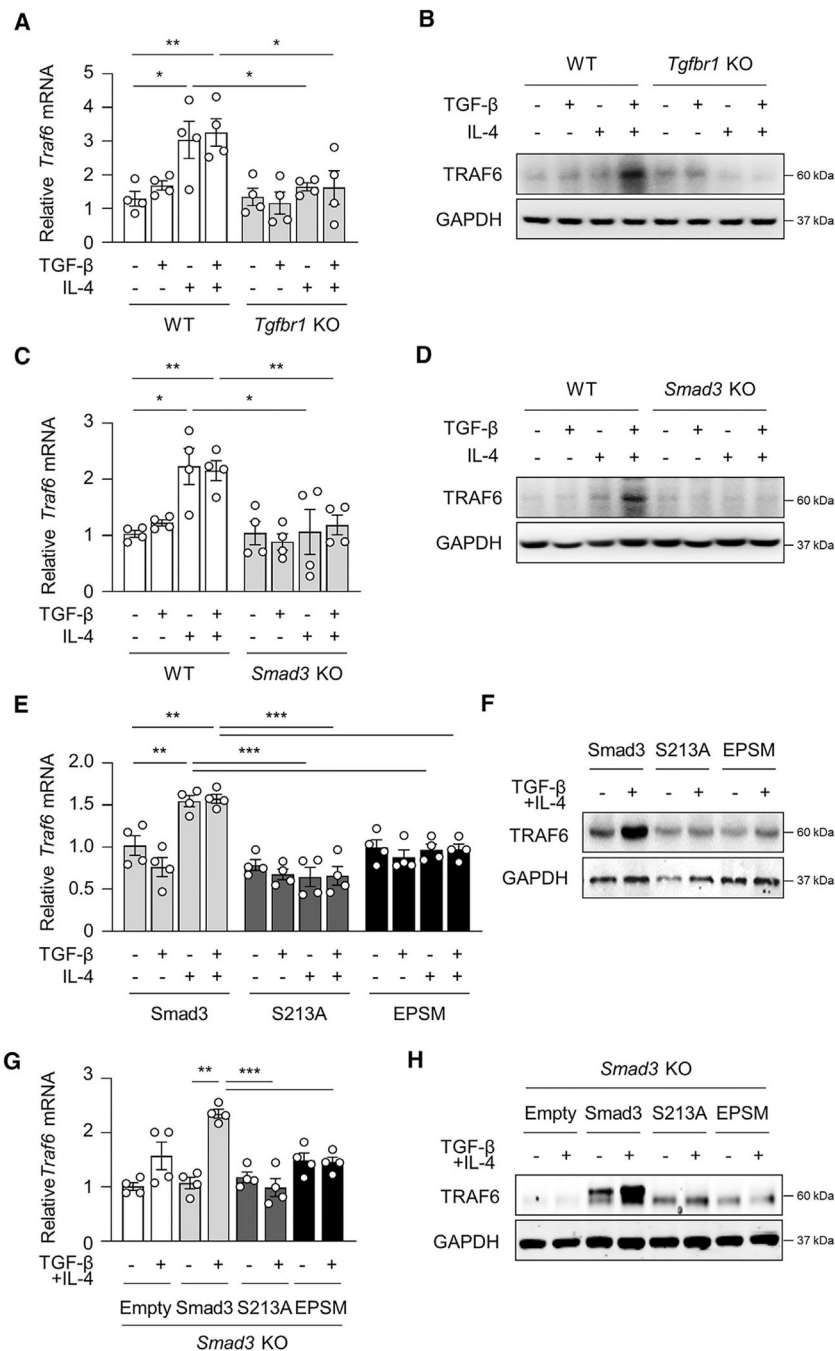 A
** *
* *
5
4
3
2
1
0
Relative Traf6 mRNA
TGF-β - + - + - + - +
IL-4 - - + + - - + +
WT Tgfbr1 KO
B
WT Tgfbr1 KO
TGF-β - + - + - + - +
IL-4 - - + + - - + +
TRAF6 60 kDa
GAPDH 37 kDa
C
** **
* *
3
2
1
0
Relative Traf6 mRNA
TGF-β - + - + - + - +
IL-4 - - + + - - + +
WT Smad3 KO
D
WT Smad3 KO
TGF-β - + - + - + - +
IL-4 - - + + - - + +
TRAF6 60 kDa
GAPDH 37 kDa
E
** ***
** ***
2.0
1.5
1.0
0.5
0
Relative Traf6 mRNA
TGF-β - + - + - + - + - + - +
IL-4 - - + + - - + + - - + +
Smad3 S213A EPSM
F
Smad3 S213A EPSM
TGF-β - + - + - +
+IL-4
TRAF6 60 kDa
GAPDH 37 kDa
G
** ***
3
2
1
0
RelativeTraf6 mRNA
TGF-β - + - + - + - +
+IL-4
Empty Smad3 S213A EPSM
Smad3 KO
H
Smad3 KO
Empty Smad3 S213A EPSM
TGF-β - + - + - + - +
+IL-4
TRAF6 60 kDa
GAPDH 37 kDa